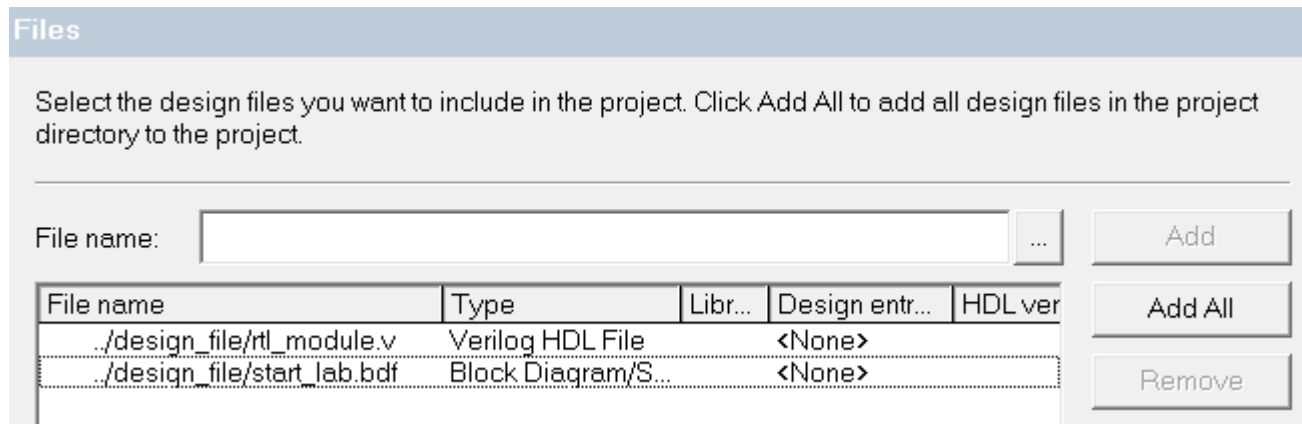 Files
Select the design files you want to include in the project. Click Add All to add all design files in the project
directory to the project.
File name:
...
Add
File name Type Libr... Design entr... HDL ver
Add All
../design_file/rtl_module.v Verilog HDL File <None>
../design_file/start_lab.bdf Block Diagram/S... <None>
Remove